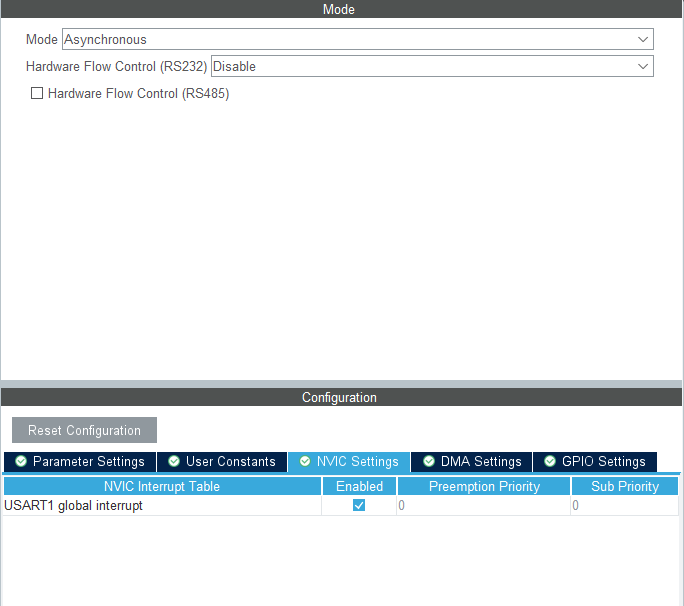 Mode
Mode Asynchronous
Hardware Flow Control (RS232) Disable
Hardware Flow Control (RS485)
Configuration
Reset Configuration
Parameter Settings User Constants NVIC Settings DMA Settings GPIO Settings
NVIC Interrupt Table Enabled Preemption Priority Sub Priority
USART1 global interrupt 0 0